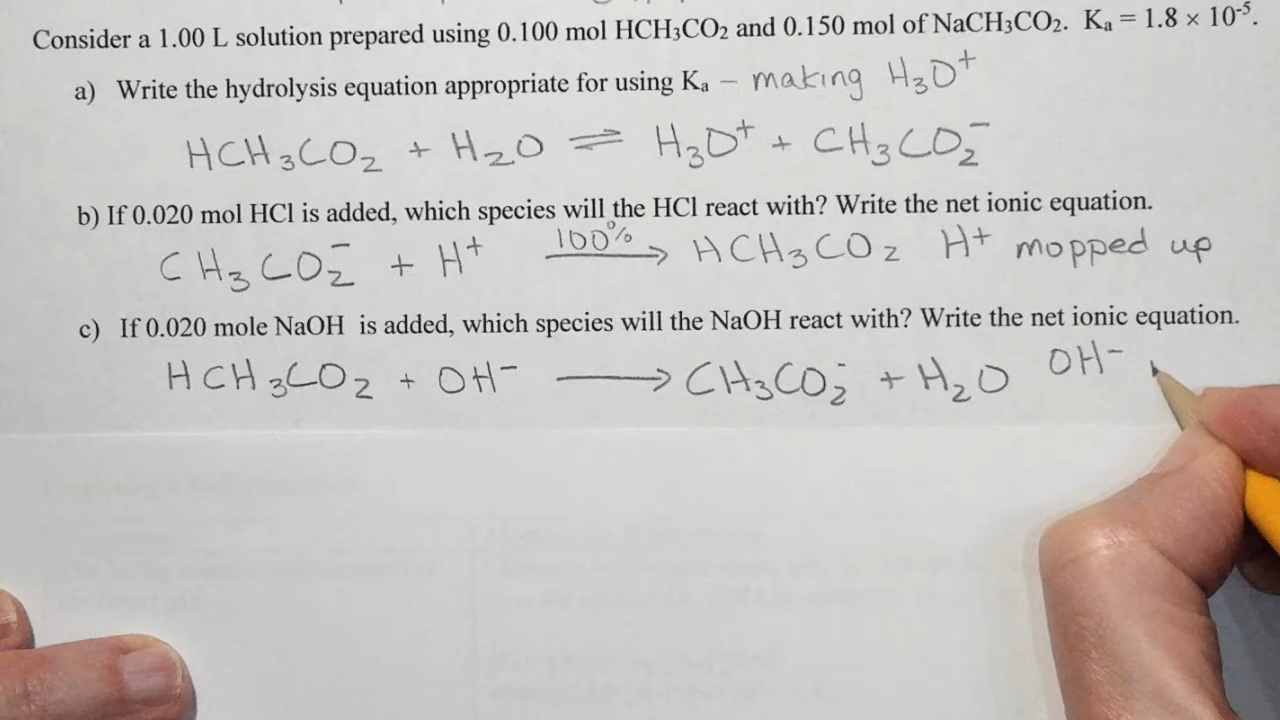 Consider a 1.00 L solution prepared using 0.100 mol HCH₃CO₂ and 0.150 mol of NaCH₃CO₂. Kₐ = 1.8 × 10⁻⁵.
a) Write the hydrolysis equation appropriate for using Kₐ – making H₃O⁺
HCH₃CO₂ + H₂O ⇌ H₃O⁺ + CH₃CO₂⁻
b) If 0.020 mol HCl is added, which species will the HCl react with? Write the net ionic equation.
CH₃CO₂⁻ + H⁺ —100%→ HCH₃CO₂ H⁺ mopped up
c) If 0.020 mole NaOH is added, which species will the NaOH react with? Write the net ionic equation.
HCH₃CO₂ + OH⁻ → CH₃CO₂⁻ + H₂O OH⁻